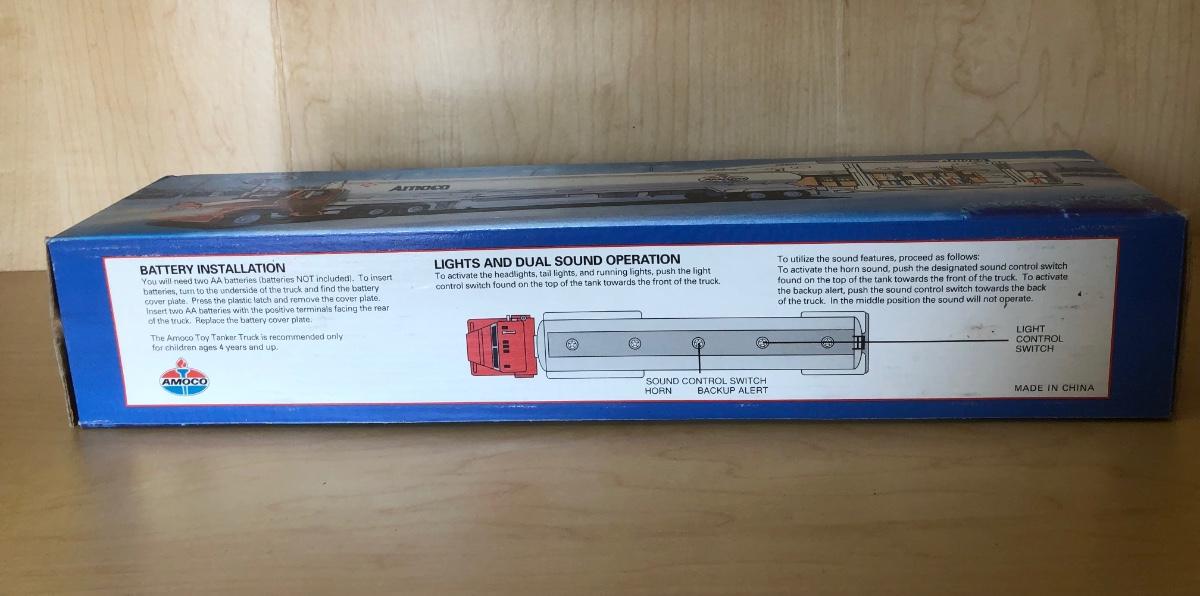 AMOCO
BATTERY INSTALLATION
You will need two AA batteries (batteries NOT included). To insert
batteries, turn to the underside of the truck and find the battery
cover plate. Press the plastic latch and remove the cover plate.
Insert two AA batteries with the positive terminals facing the rear
of the truck. Replace the battery cover plate.
The Amoco Toy Tanker Truck is recommended only
for children ages 4 years and up.
AMOCO
LIGHTS AND DUAL SOUND OPERATION
To activate the headlights, tail lights, and running lights, push the light
control switch found on the top of the tank towards the front of the truck.
To utilize the sound features, proceed as follows:
To activate the horn sound, push the designated sound control switch
found on the top of the tank towards the front of the truck. To activate
the backup alert, push the sound control switch towards the back
of the truck. In the middle position the sound will not operate.
LIGHT
CONTROL
SWITCH
SOUND CONTROL SWITCH
HORN BACKUP ALERT
MADE IN CHINA